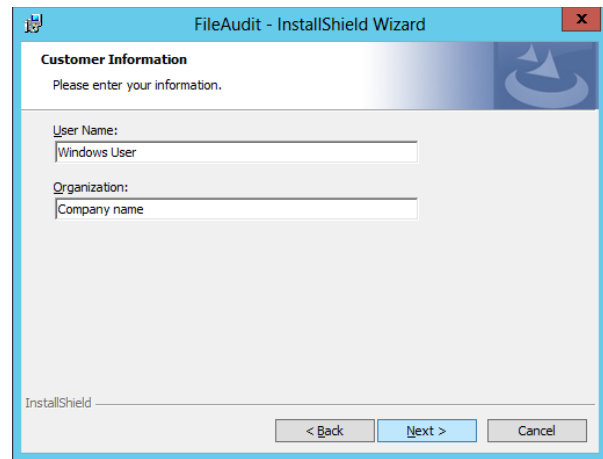 FileAudit - InstallShield Wizard
x
Customer Information
Please enter your information.
User Name:
Windows User
Organization:
Company name
InstallShield
< Back
Next >
Cancel